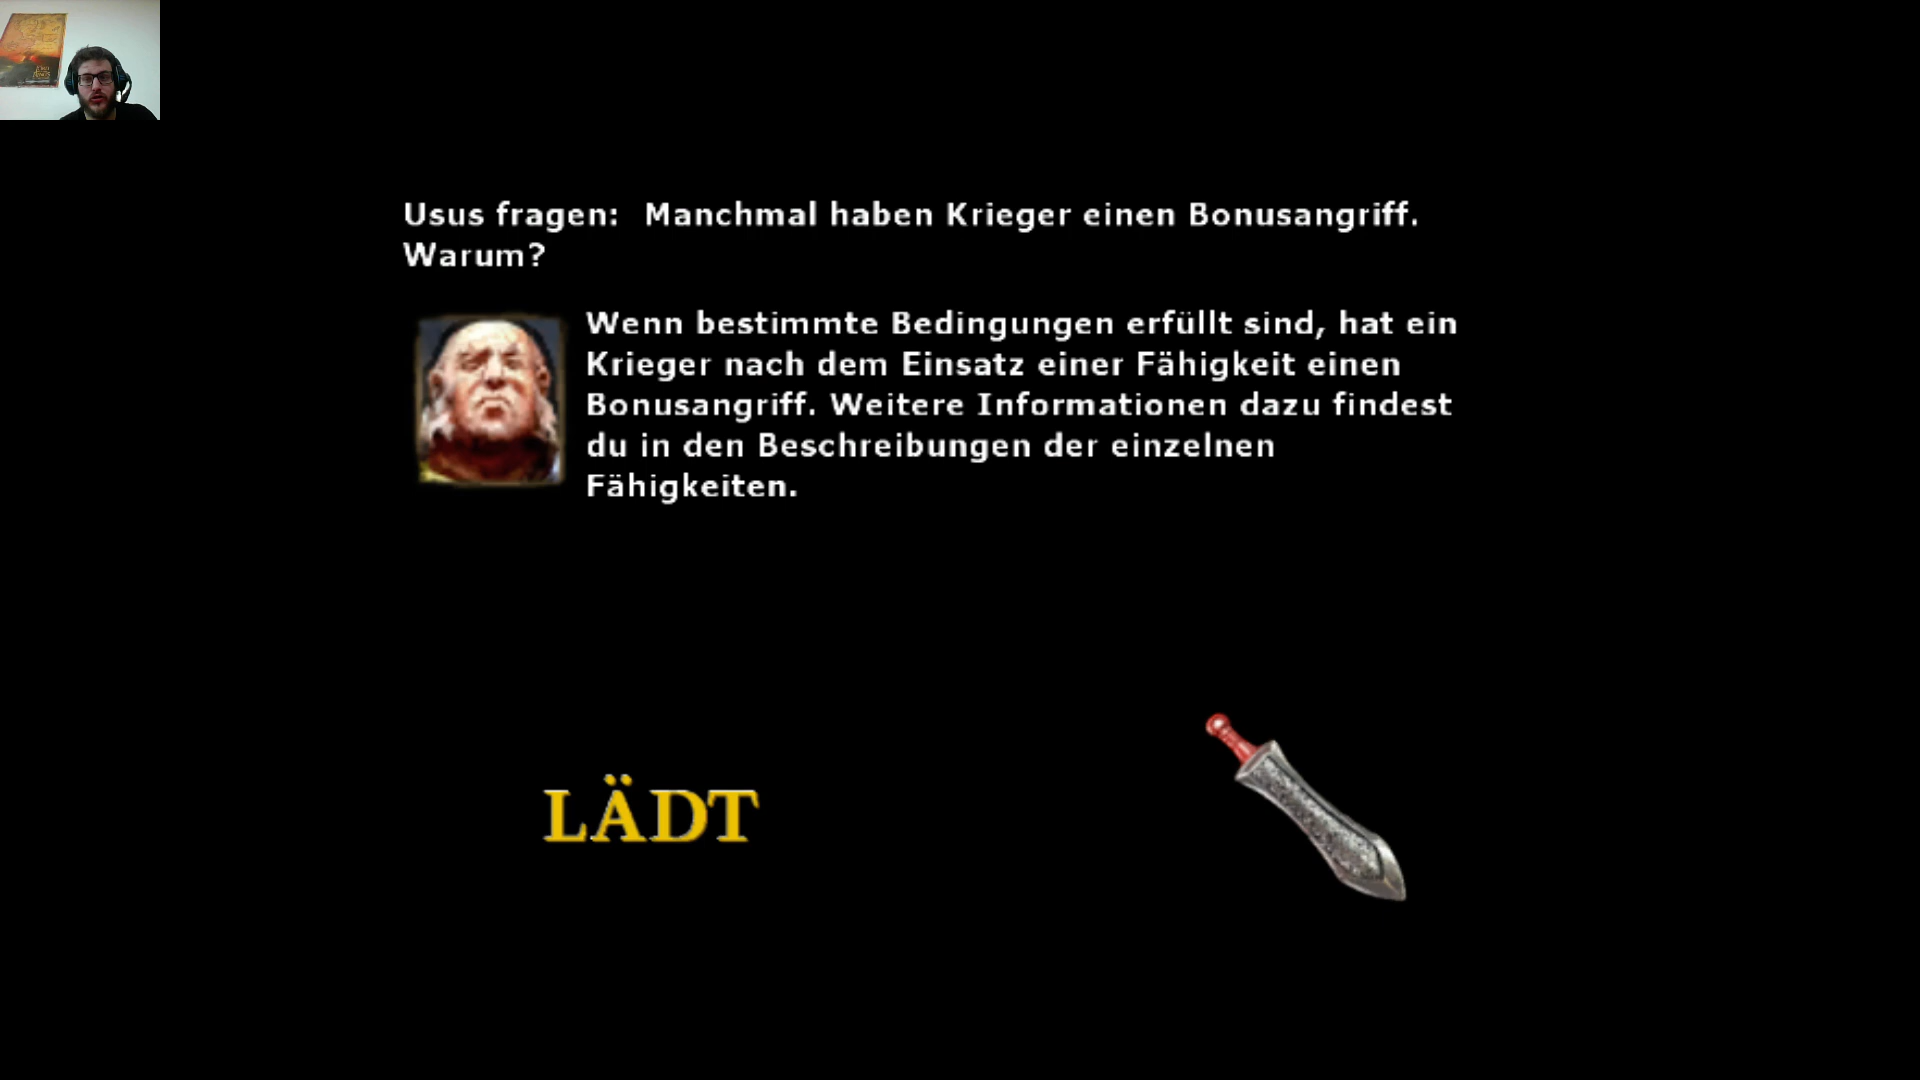 Usus fragen:  Manchmal haben Krieger einen Bonusangriff.
Warum?
Wenn bestimmte Bedingungen erfüllt sind, hat ein
Krieger nach dem Einsatz einer Fähigkeit einen
Bonusangriff. Weitere Informationen dazu findest
du in den Beschreibungen der einzelnen
Fähigkeiten.
LÄDT